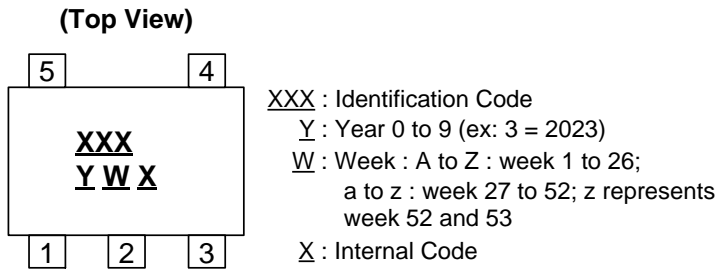 (Top View)
5 4
XXX
Y W X
1 2 3
XXX : Identification Code
Y : Year 0 to 9 (ex: 3 = 2023)
W : Week : A to Z : week 1 to 26;
a to z : week 27 to 52; z represents
week 52 and 53
X : Internal Code